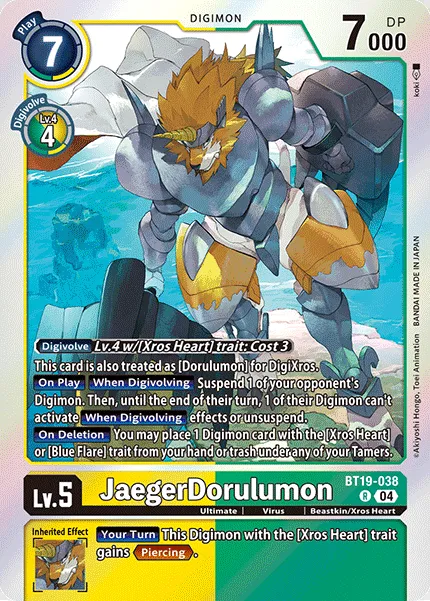 Play
7
DIGIMON
7000
DP
Digivolve
Lv.4
4
koki
©Akiyoshi Hongo, Toei Animation BANDAI MADE IN JAPAN
Digivolve Lv.4 w/[Xros Heart] trait: Cost 3
This card is also treated as [Dorulumon] for DigiXros.
On Play When Digivolving Suspend 1 of your opponent's
Digimon. Then, until the end of their turn, 1 of their Digimon can't
activate When Digivolving effects or unsuspend.
On Deletion You may place 1 Digimon card with the [Xros Heart]
or [Blue Flare] trait from your hand or trash under any of your Tamers.
Lv.5
JaegerDorulumon
BT19-038
R 04
Ultimate | Virus | Beastkin/Xros Heart
Inherited Effect
Your Turn This Digimon with the [Xros Heart] trait
gains Piercing.